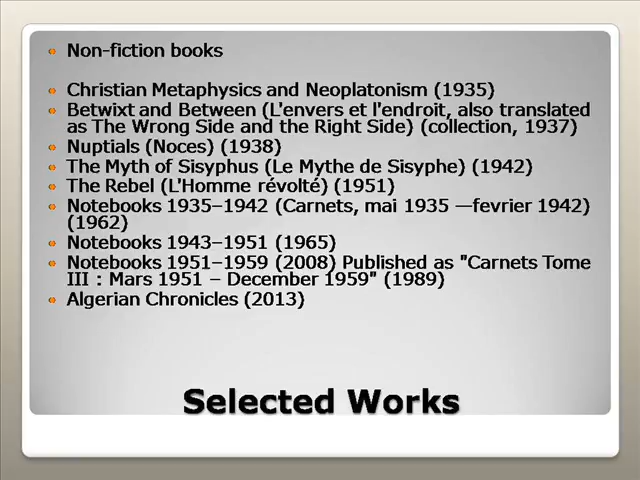 Non-fiction books
Christian Metaphysics and Neoplatonism (1935)
Betwixt and Between (L'envers et l'endroit, also translated
as The Wrong Side and the Right Side) (collection, 1937)
Nuptials (Noces) (1938)
The Myth of Sisyphus (Le Mythe de Sisyphe) (1942)
The Rebel (L'Homme révolté) (1951)
Notebooks 1935–1942 (Carnets, mai 1935 —fevrier 1942)
(1962)
Notebooks 1943–1951 (1965)
Notebooks 1951–1959 (2008) Published as "Carnets Tome
III : Mars 1951 – December 1959" (1989)
Algerian Chronicles (2013)
Selected Works